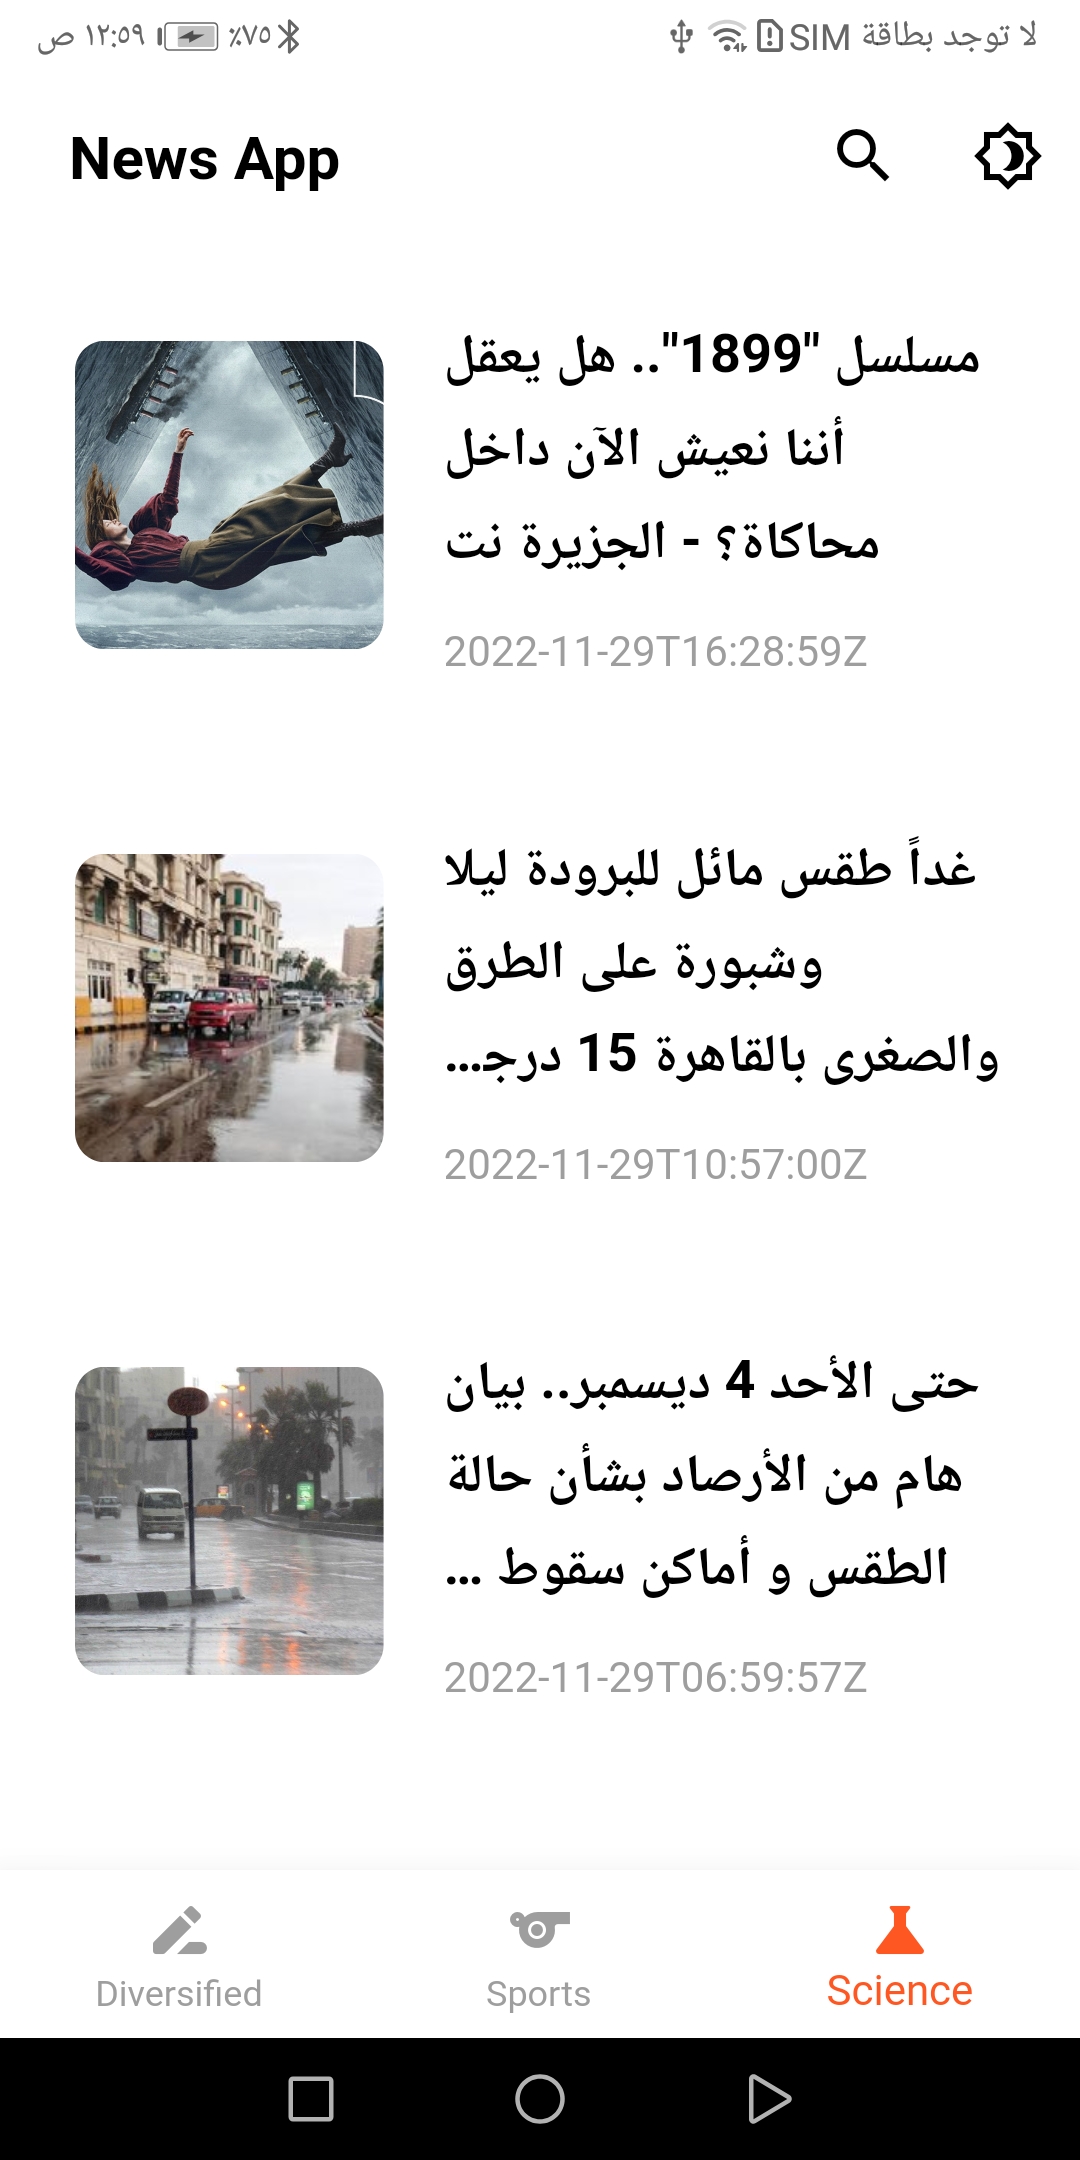 لا توجد بطاقة SIM ٪٧٥ ١٢:٥٩ ص
News App
مسلسل "1899".. هل يعقل
أننا نعيش الآن داخل
محاكاة؟ - الجزيرة نت
2022-11-29T16:28:59Z
غداً طقس مائل للبرودة ليلا
وشبورة على الطرق
والصغرى بالقاهرة 15 درجـ...
2022-11-29T10:57:00Z
حتى الأحد 4 ديسمبر.. بيان
هام من الأرصاد بشأن حالة
الطقس و أماكن سقوط ...
2022-11-29T06:59:57Z
Diversified
Sports
Science